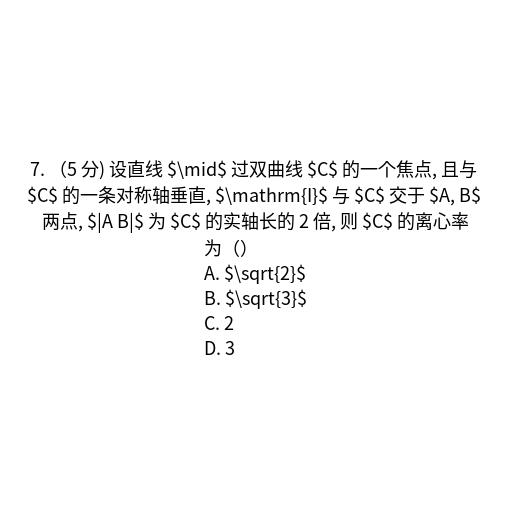 7. （5 分) 设直线 $\mid$ 过双曲线 $C$ 的一个焦点, 且与
$C$ 的一条对称轴垂直, $\mathrm{l}$ 与 $C$ 交于 $A, B$
两点, $|A B|$ 为 $C$ 的实轴长的 2 倍, 则 $C$ 的离心率
为（）
A. $\sqrt{2}$
B. $\sqrt{3}$
C. 2
D. 3